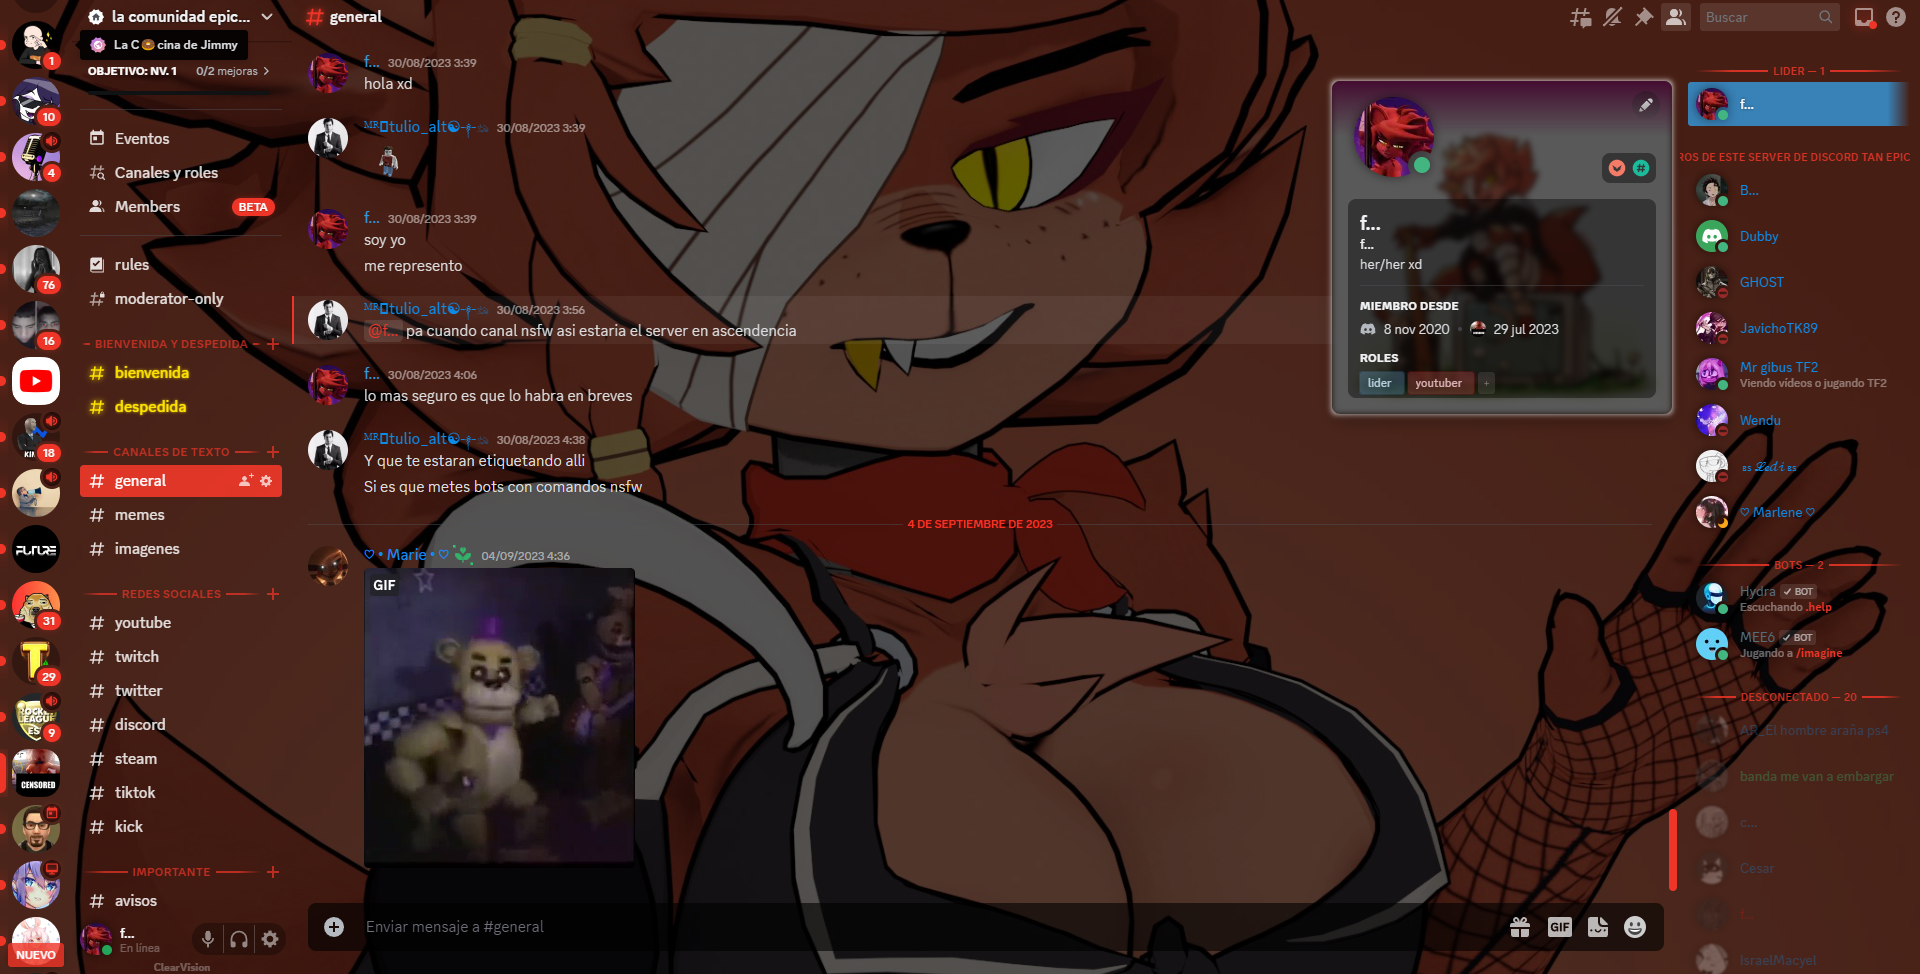 la comunidad epic...
La C cina de Jimmy
OBJETIVO: NV. 1
0/2 mejoras
Eventos
Canales y roles
Members
BETA
rules
moderator-only
BIENVENIDA Y DESPEDIDA
bienvenida
despedida
CANALES DE TEXTO
general
memes
imagenes
REDES SOCIALES
youtube
twitch
twitter
discord
steam
tiktok
kick
IMPORTANTE
avisos
f...
En línea
ClearVision
1
10
4
76
16
18
FUTURE
31
T
29
ROCKET
LEAGUE
ES
9
CENSORED
NUEVO
# general
Buscar
f... 30/08/2023 3:39
hola xd
ᴹᴿtulio_alt 30/08/2023 3:39
f... 30/08/2023 3:39
soy yo
me represento
ᴹᴿtulio_alt 30/08/2023 3:56
@f... pa cuando canal nsfw asi estaria el server en ascendencia
f... 30/08/2023 4:06
lo mas seguro es que lo habra en breves
ᴹᴿtulio_alt 30/08/2023 4:38
Y que te estaran etiquetando alli
Si es que metes bots con comandos nsfw
4 DE SEPTIEMBRE DE 2023
♡ • Marie • ♡ 04/09/2023 4:36
GIF
Enviar mensaje a #general
GIF
f...
f...
her/her xd
MIEMBRO DESDE
8 nov 2020 • 29 jul 2023
ROLES
lider
youtuber
+
LIDER — 1
f...
ROS DE ESTE SERVER DE DISCORD TAN EPIC
B...
Dubby
GHOST
JavichoTK89
Mr gibus TF2
Viendo vídeos o jugando TF2
Wendu
♡ Marlene ♡
BOTS — 2
Hydra ✓ BOT
Escuchando .help
MEE6 ✓ BOT
Jugando a /imagine
DESCONECTADO — 20
AR_El hombre araña ps4
banda me van a embargar
c...
Cesar
f...
IsraelMacyel